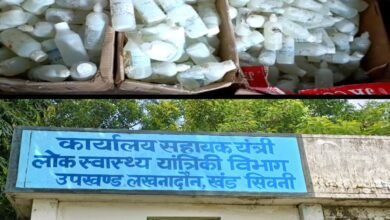 कार्यालय सहायक यंत्री
लोक स्वास्थ्य यांत्रिकी विभाग
उपखण्ड लखनादौन, खंड सिवनी